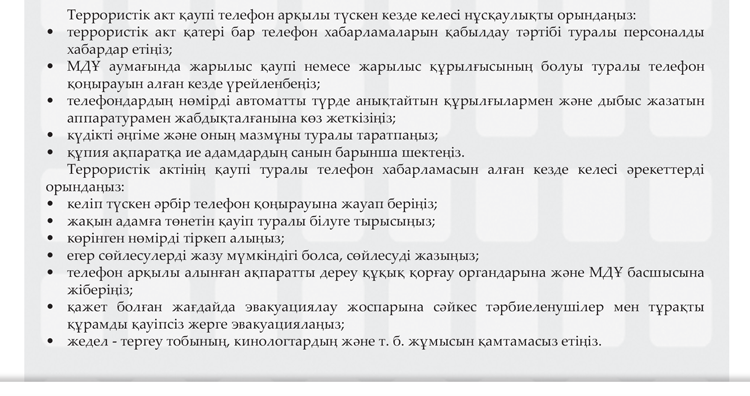 Террористік акт қаупі телефон арқылы түскен кезде келесі нұсқаулықты орындаңыз:
• террористік акт қатері бар телефон хабарламаларын қабылдау тәртібі туралы персоналды
хабардар етіңіз;
• МДҰ аумағында жарылыс қаупі немесе жарылыс құрылғысының болуы туралы телефон
қоңырауын алған кезде үрейленбеңіз;
• телефондардың нөмірді автоматты түрде анықтайтын құрылғылармен және дыбыс жазатын
аппаратурамен жабдықталғанына көз жеткізіңіз;
• күдікті әңгіме және оның мазмұны туралы таратпаңыз;
• құпия ақпаратқа ие адамдардың санын барынша шектеңіз.
Террористік актінің қаупі туралы телефон хабарламасын алған кезде келесі әрекеттерді
орындаңыз:
• келіп түскен әрбір телефон қоңырауына жауап беріңіз;
• жақын адамға төнетін қауіп туралы білуге тырысыңыз;
• көрінген нөмірді тіркеп алыңыз;
• егер сөйлесулерді жазу мүмкіндігі болса, сөйлесуді жазыңыз;
• телефон арқылы алынған ақпаратты дереу құқық қорғау органдарына және МДҰ басшысына
жіберіңіз;
• қажет болған жағдайда эвакуациялау жоспарына сәйкес тәрбиеленушілер мен тұрақты
құрамды қауіпсіз жерге эвакуациялаңыз;
• жедел - тергеу тобының, кинологтардың және т. б. жұмысын қамтамасыз етіңіз.